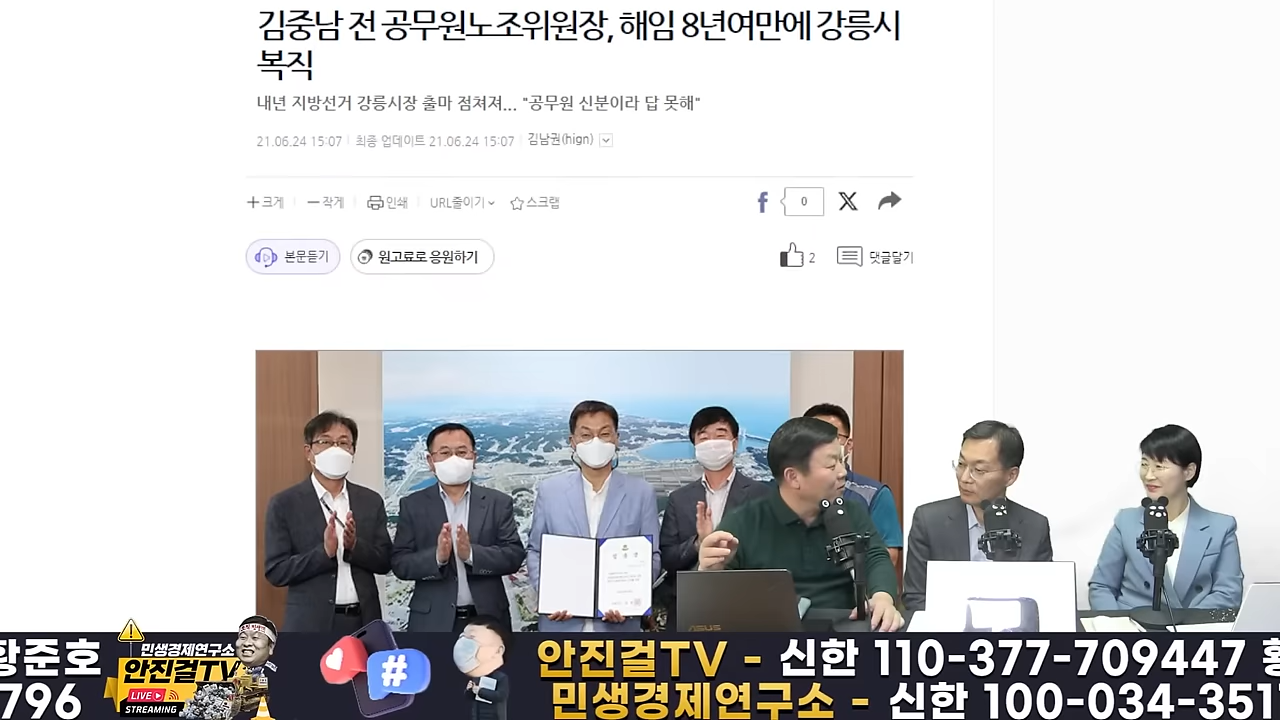 김중남 전 공무원노조위원장, 해임 8년여만에 강릉시
복직
내년 지방선거 강릉시장 출마 점쳐져... "공무원 신분이라 답 못해"
21.06.24 15:07 최종 업데이트 21.06.24 15:07 김남권(hign)
크게 작게 인쇄 URL줄이기 스크랩 0
본문듣기 원고료로 응원하기 2 댓글달기
ASUS
황준호 민생경제연구소 안진걸TV - 신한 110-377-709447 황
796 안진걸TV 민생경제연구소 - 신한 100-034-351
LIVE
STREAMING
#